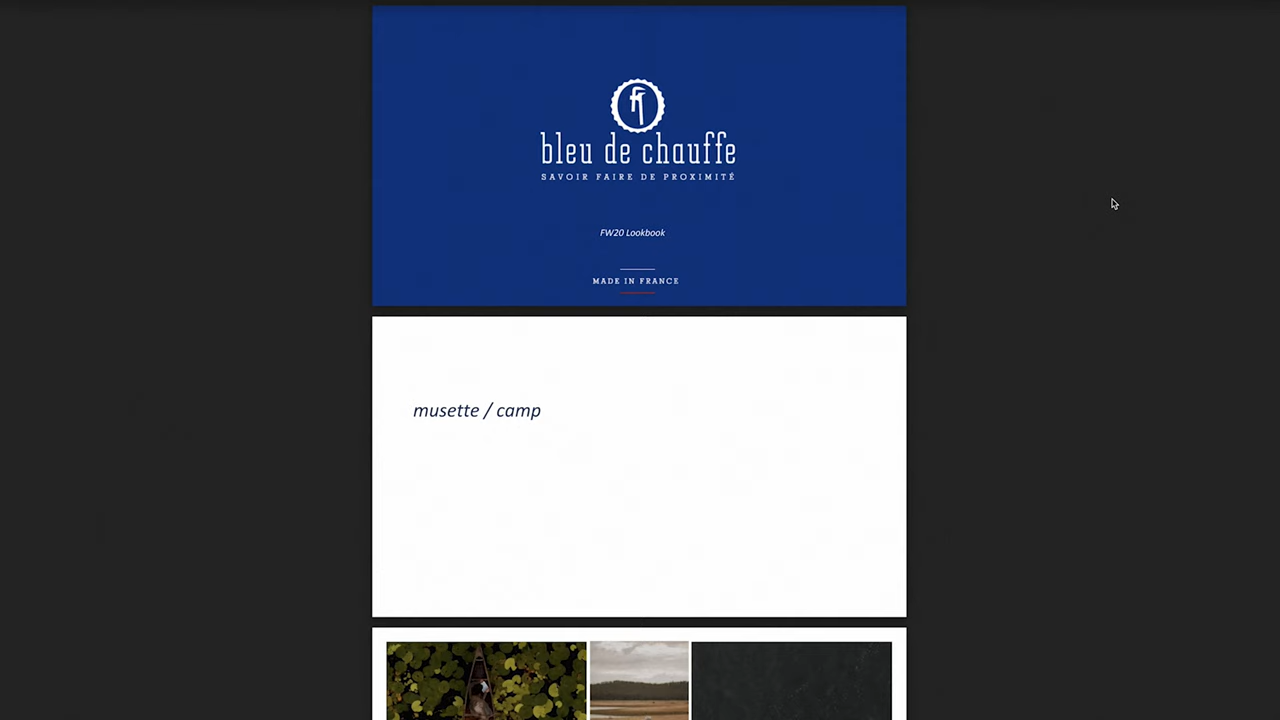 bleu de chauffe
SAVOIR FAIRE DE PROXIMITÉ
FW20 Lookbook
MADE IN FRANCE
musette / camp